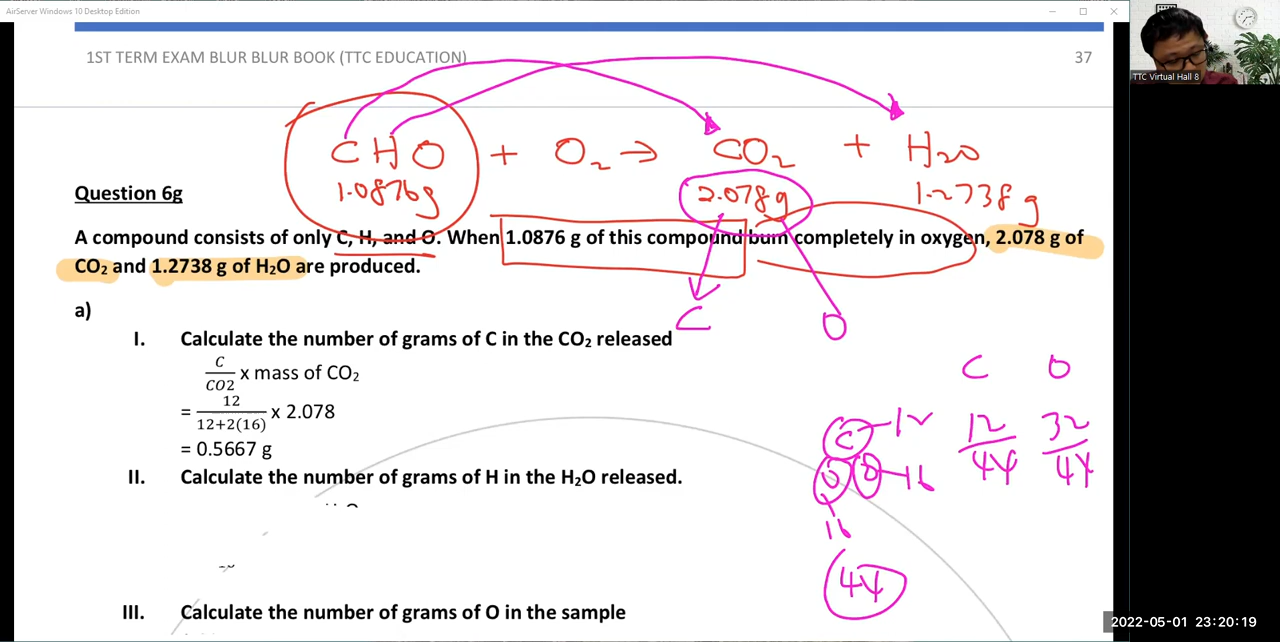 AirServer Windows 10 Desktop Edition
1ST TERM EXAM BLUR BLUR BOOK (TTC EDUCATION)
37
TTC Virtual Hall 8
CHO + O₂ → CO₂ + H₂O
1.0876g 2.078g 1.2738g
Question 6g
A compound consists of only C, H, and O. When 1.0876 g of this compound burn completely in oxygen, 2.078 g of
CO₂ and 1.2738 g of H₂O are produced.
a)
C O
I. Calculate the number of grams of C in the CO₂ released
C/CO2 x mass of CO₂
= 12/12+2(16) x 2.078
= 0.5667 g
C O
C 12
12/44 32/44
O O 16
16
44
II. Calculate the number of grams of H in the H₂O released.
III. Calculate the number of grams of O in the sample
2022-05-01 23:20:19